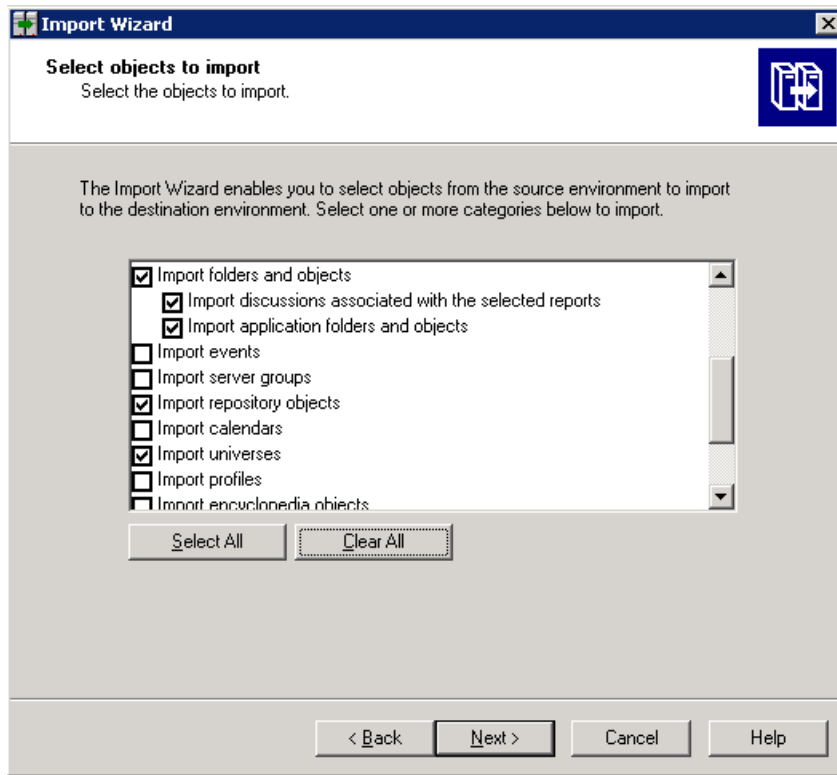 Import Wizard
Select objects to import
Select the objects to import.
The Import Wizard enables you to select objects from the source environment to import
to the destination environment. Select one or more categories below to import.
Import folders and objects
Import discussions associated with the selected reports
Import application folders and objects
Import events
Import server groups
Import repository objects
Import calendars
Import universes
Import profiles
Import encyclopedia objects
Select All
Clear All
< Back
Next >
Cancel
Help